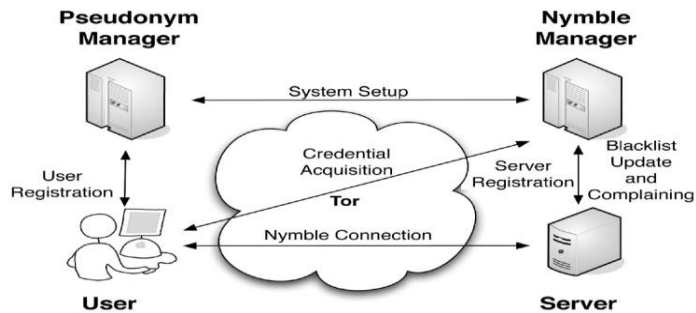 Pseudonym
Manager
Nymble
Manager
System Setup
User
Registration
Credential
Acquisition
Tor
Server
Registration
Blacklist
Update
and
Complaining
Nymble Connection
User
Server